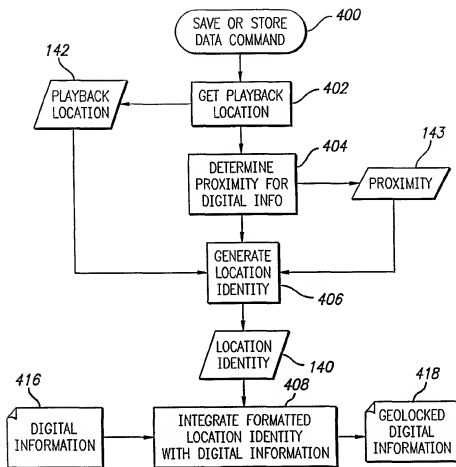 SAVE OR STORE
DATA COMMAND
400
142
PLAYBACK
LOCATION
GET PLAYBACK
LOCATION
402
404
143
DETERMINE
PROXIMITY FOR
DIGITAL INFO
PROXIMITY
GENERATE
LOCATION
IDENTITY
406
LOCATION
IDENTITY
140
416
408
418
DIGITAL
INFORMATION
INTEGRATE FORMATTED
LOCATION IDENTITY
WITH DIGITAL INFORMATION
GEOLOCKED
DIGITAL
INFORMATION